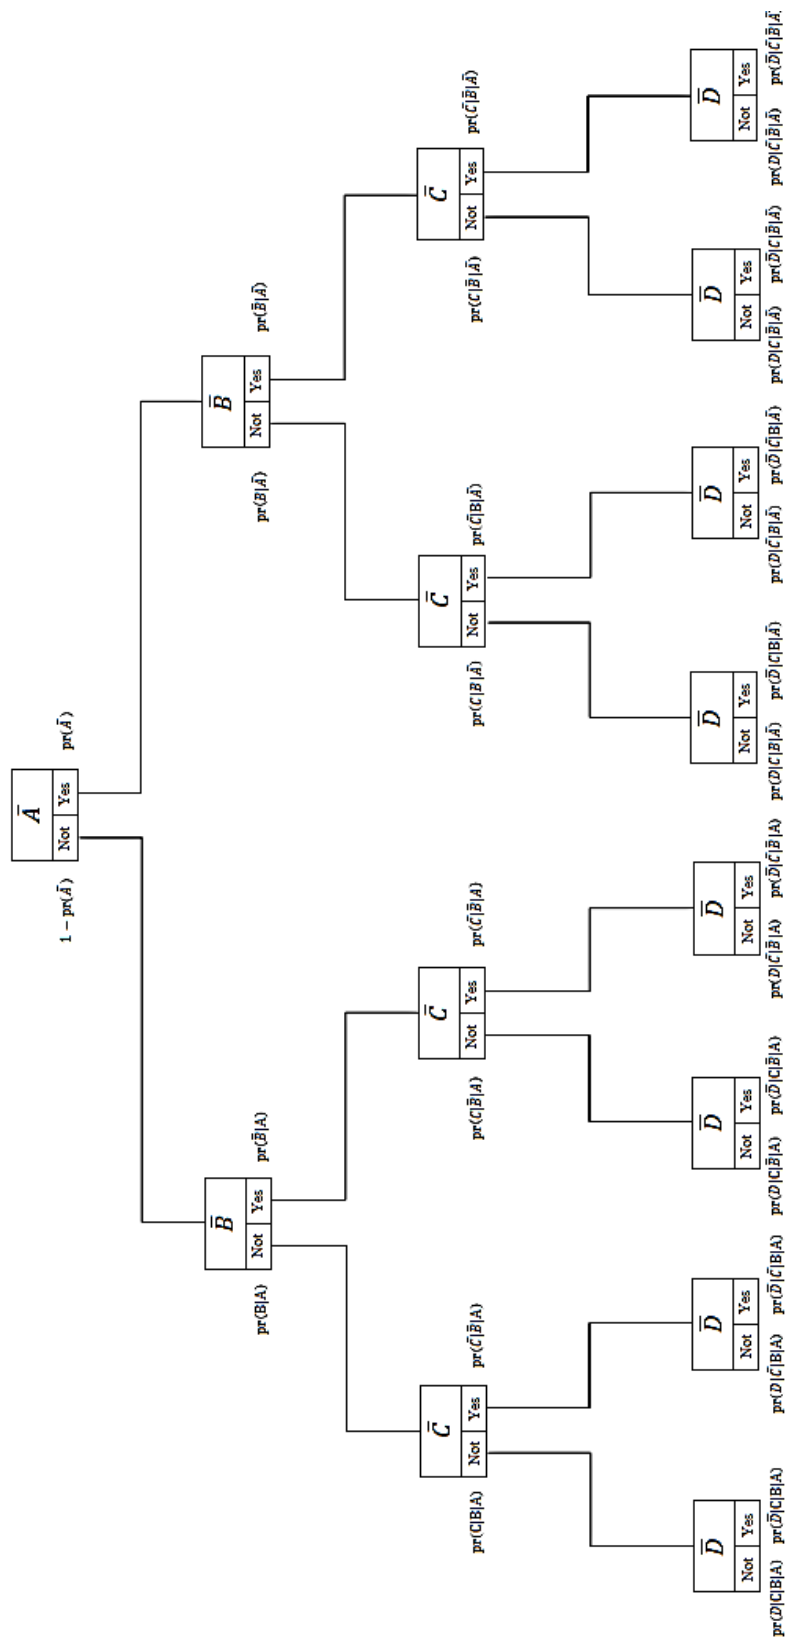 Ā
Not Yes
1 − pr(Ā) pr(Ā)
B̄ B̄
Not Yes Not Yes
pr(B|A) pr(B̄|A) pr(B|Ā) pr(B̄|Ā)
C̄ C̄ C̄ C̄
Not Yes Not Yes Not Yes Not Yes
pr(C|B|A) pr(C̄|B̄|A) pr(C|B̄|A) pr(C̄|B̄|A) pr(C|B|Ā) pr(C̄|B|Ā) pr(C|B̄|Ā) pr(C̄|B̄|Ā)
D̄ D̄ D̄ D̄ D̄ D̄ D̄ D̄
Not Yes Not Yes Not Yes Not Yes Not Yes Not Yes Not Yes Not Yes
pr(D|C|B|A) pr(D̄|C|B|A) pr(D|C̄|B|A) pr(D̄|C̄|B|A) pr(D|C|B̄|A) pr(D̄|C|B̄|A) pr(D|C̄|B̄|A) pr(D̄|C̄|B̄|A) pr(D|C|B|Ā) pr(D̄|C|B|Ā) pr(D|C̄|B|Ā) pr(D̄|C̄|B|Ā) pr(D|C|B̄|Ā) pr(D̄|C|B̄|Ā) pr(D|C̄|B̄|Ā) pr(D̄|C̄|B̄|Ā